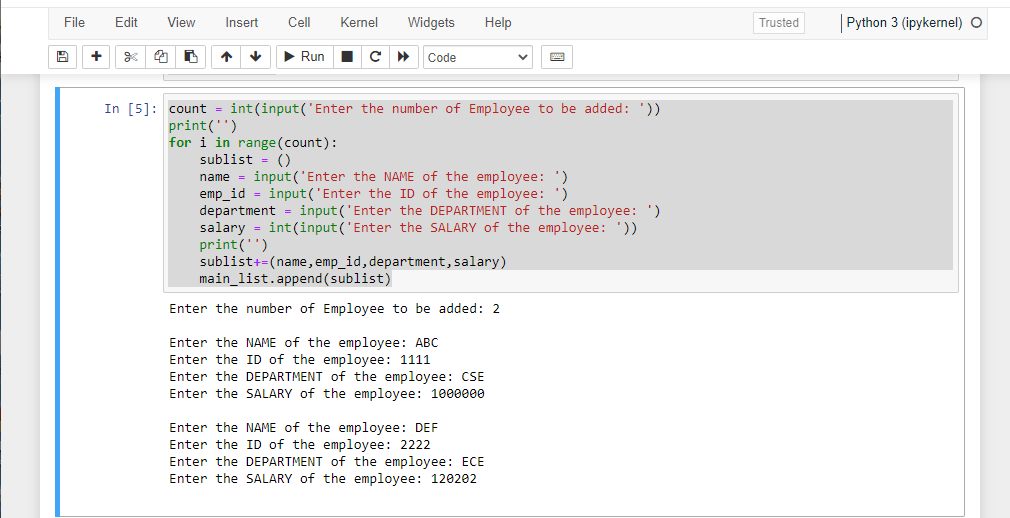 File Edit View Insert Cell Kernel Widgets Help Trusted Python 3 (ipykernel)
Run Code
In [5]:
count = int(input('Enter the number of Employee to be added: '))
print('')
for i in range(count):
    sublist = ()
    name = input('Enter the NAME of the employee: ')
    emp_id = input('Enter the ID of the employee: ')
    department = input('Enter the DEPARTMENT of the employee: ')
    salary = int(input('Enter the SALARY of the employee: '))
    print('')
    sublist+=(name,emp_id,department,salary)
    main_list.append(sublist)
Enter the number of Employee to be added: 2
Enter the NAME of the employee: ABC
Enter the ID of the employee: 1111
Enter the DEPARTMENT of the employee: CSE
Enter the SALARY of the employee: 1000000
Enter the NAME of the employee: DEF
Enter the ID of the employee: 2222
Enter the DEPARTMENT of the employee: ECE
Enter the SALARY of the employee: 120202